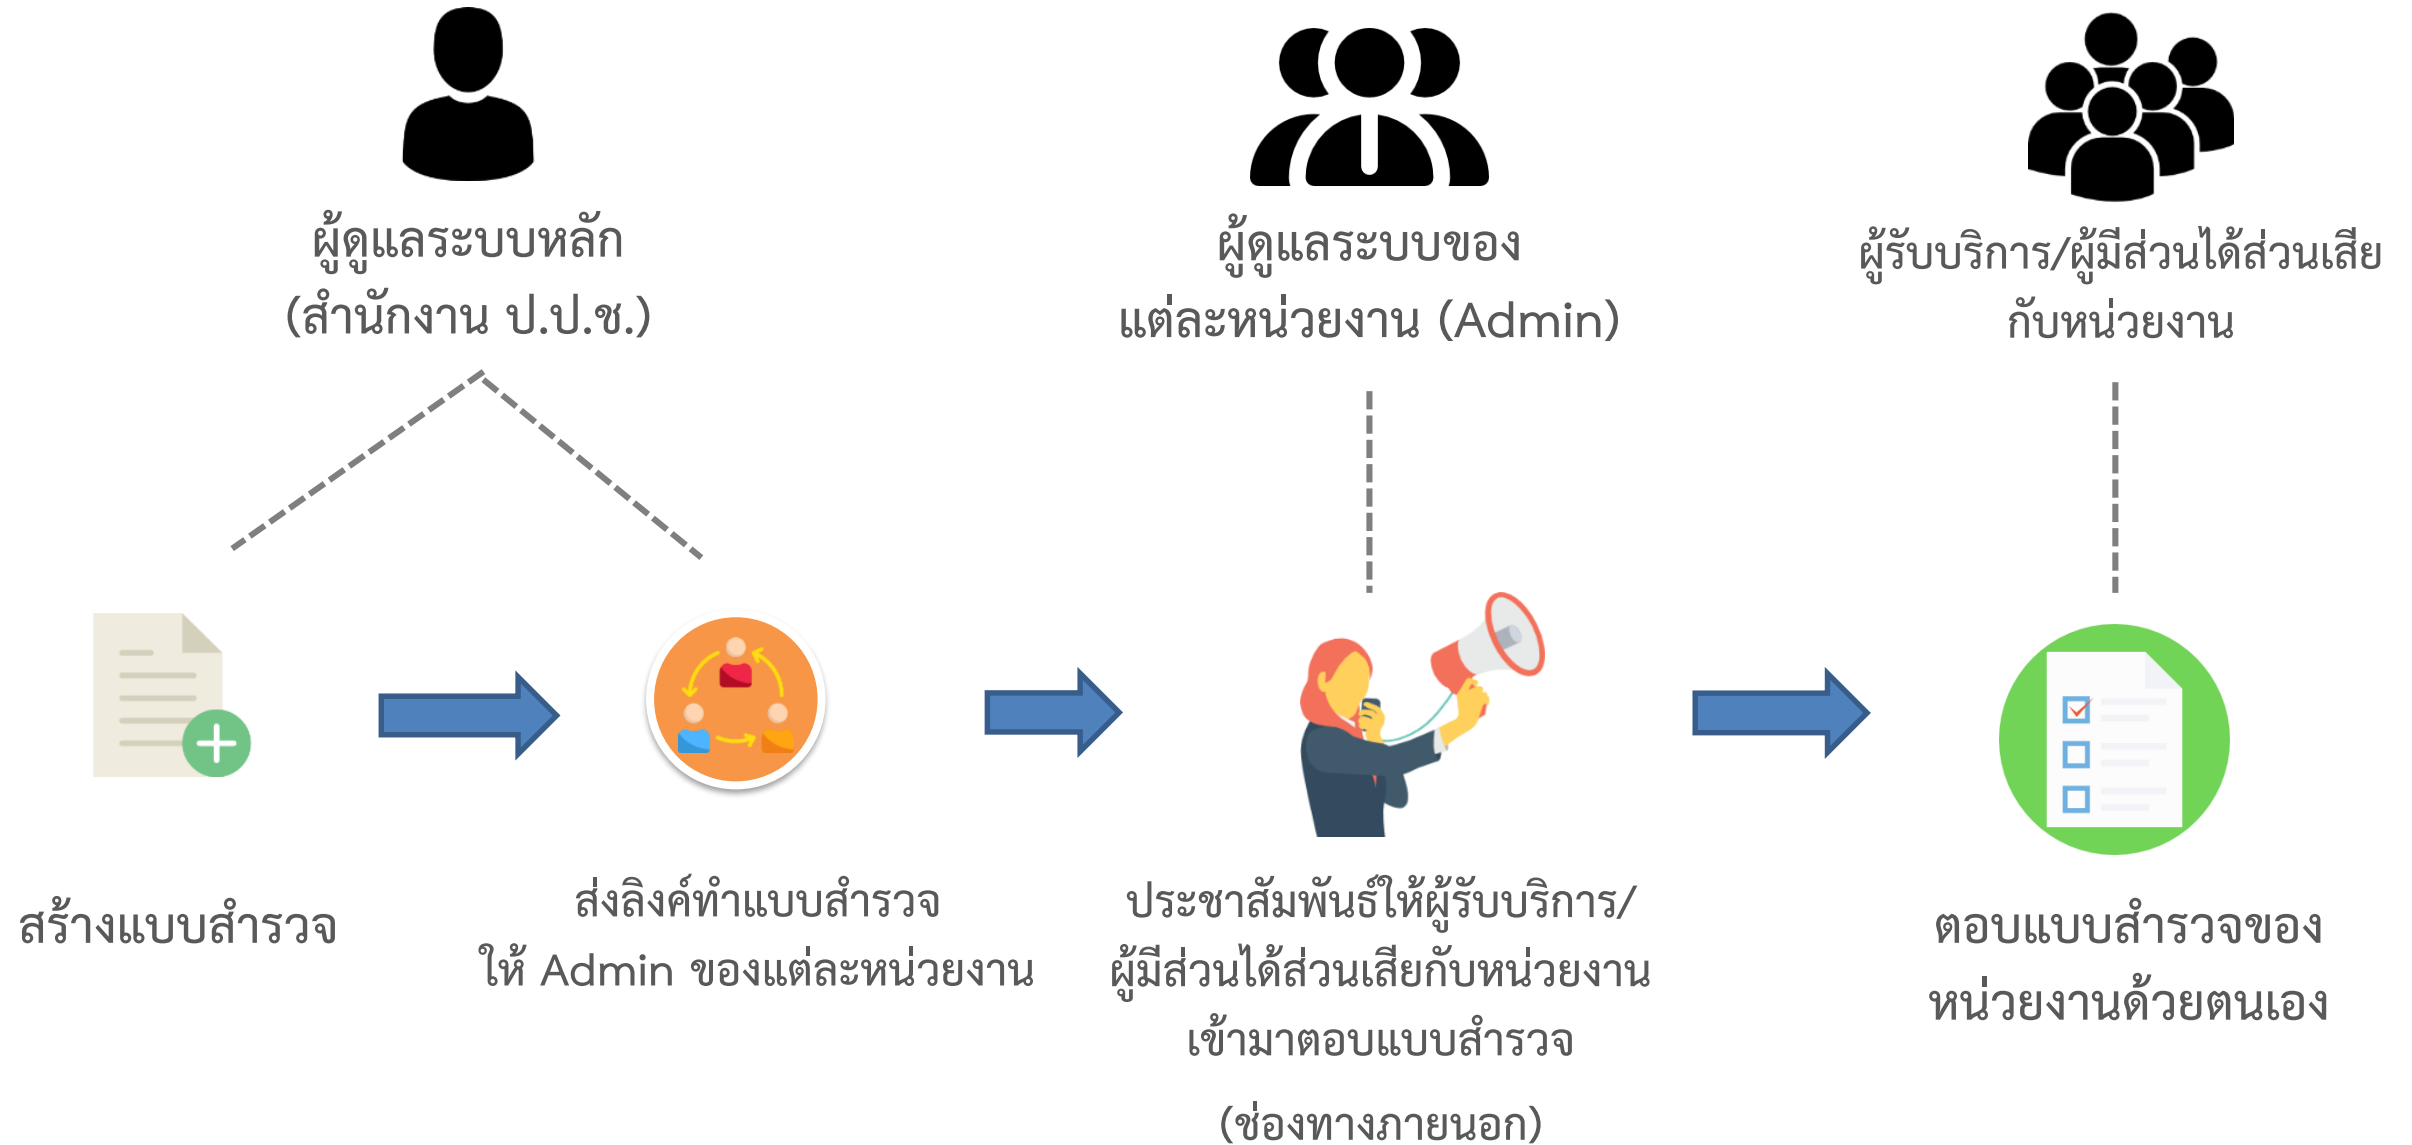 ผู้ดูแลระบบหลัก
(สำนักงาน ป.ป.ช.)
ผู้ดูแลระบบของ
แต่ละหน่วยงาน (Admin)
ผู้รับบริการ/ผู้มีส่วนได้ส่วนเสีย
กับหน่วยงาน
สร้างแบบสำรวจ
ส่งลิงค์ทำแบบสำรวจ
ให้ Admin ของแต่ละหน่วยงาน
ประชาสัมพันธ์ให้ผู้รับบริการ/
ผู้มีส่วนได้ส่วนเสียกับหน่วยงาน
เข้ามาตอบแบบสำรวจ
(ช่องทางภายนอก)
ตอบแบบสำรวจของ
หน่วยงานด้วยตนเอง